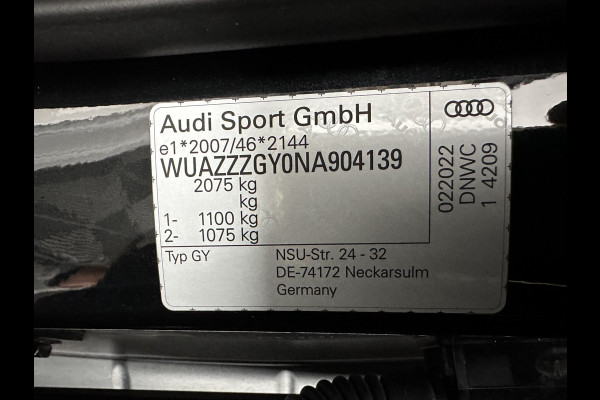 Audi Sport GmbH
e1*2007/46*2144
WUAZZZGY0NA904139
2075 kg
kg
1- 1100 kg
2- 1075 kg
Typ GY
NSU-Str. 24 - 32
DE-74172 Neckarsulm
Germany
022022
DNWC
1 4209